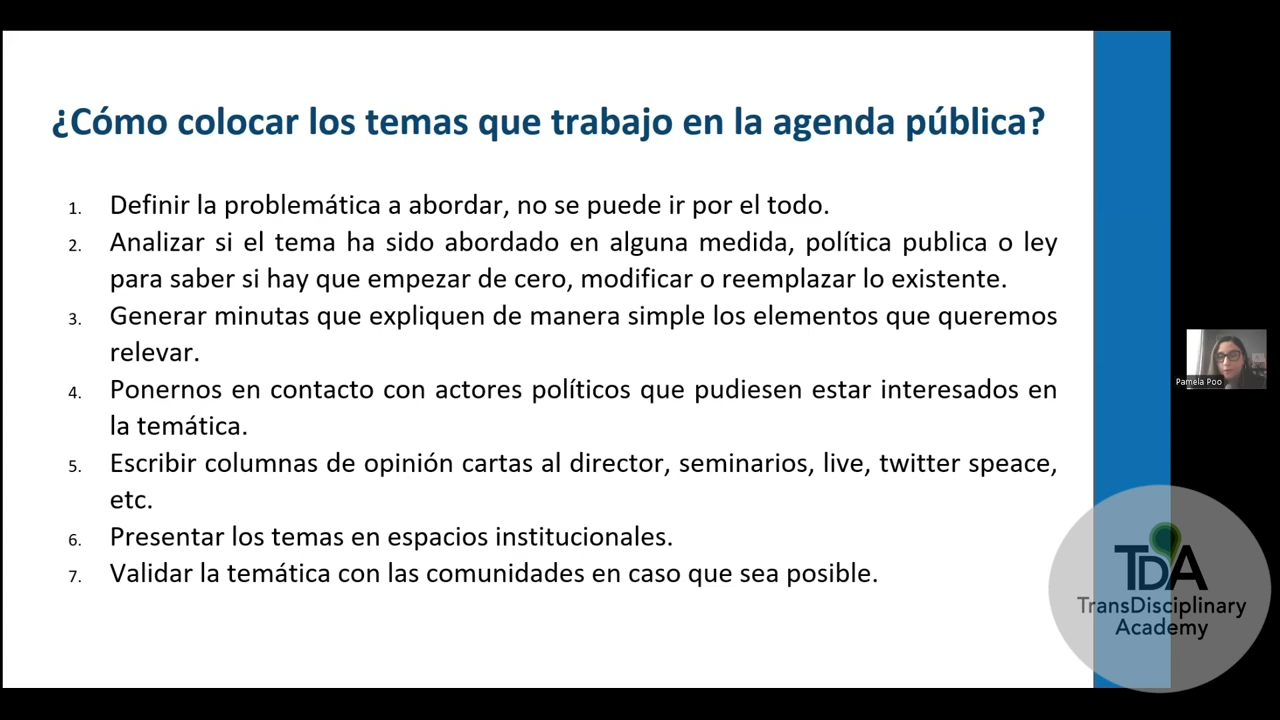 ¿Cómo colocar los temas que trabajo en la agenda pública?
1. Definir la problemática a abordar, no se puede ir por el todo.
2. Analizar si el tema ha sido abordado en alguna medida, política publica o ley
para saber si hay que empezar de cero, modificar o reemplazar lo existente.
3. Generar minutas que expliquen de manera simple los elementos que queremos
relevar.
4. Ponernos en contacto con actores políticos que pudiesen estar interesados en
la temática.
5. Escribir columnas de opinión cartas al director, seminarios, live, twitter speace,
etc.
6. Presentar los temas en espacios institucionales.
7. Validar la temática con las comunidades en caso que sea posible.
Pamela Poo
TDA
TransDisciplinary
Academy